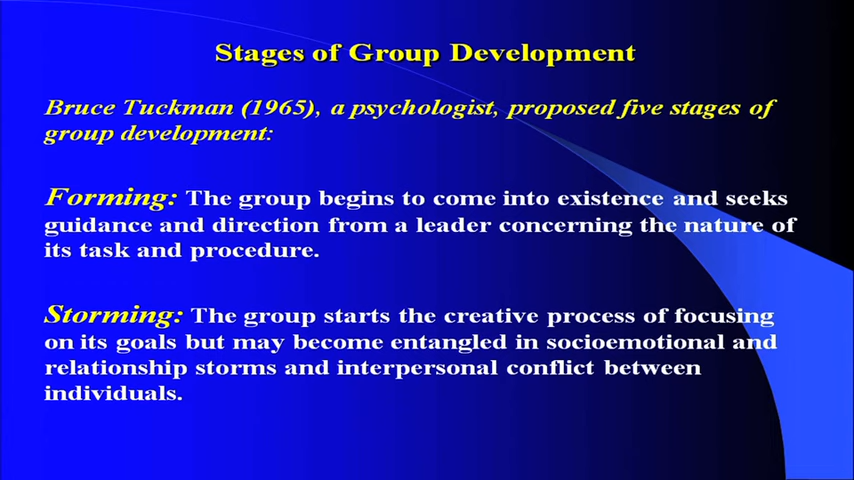 Stages of Group Development
Bruce Tuckman (1965), a psychologist, proposed five stages of
group development:
Forming: The group begins to come into existence and seeks
guidance and direction from a leader concerning the nature of
its task and procedure.
Storming: The group starts the creative process of focusing
on its goals but may become entangled in socioemotional and
relationship storms and interpersonal conflict between
individuals.